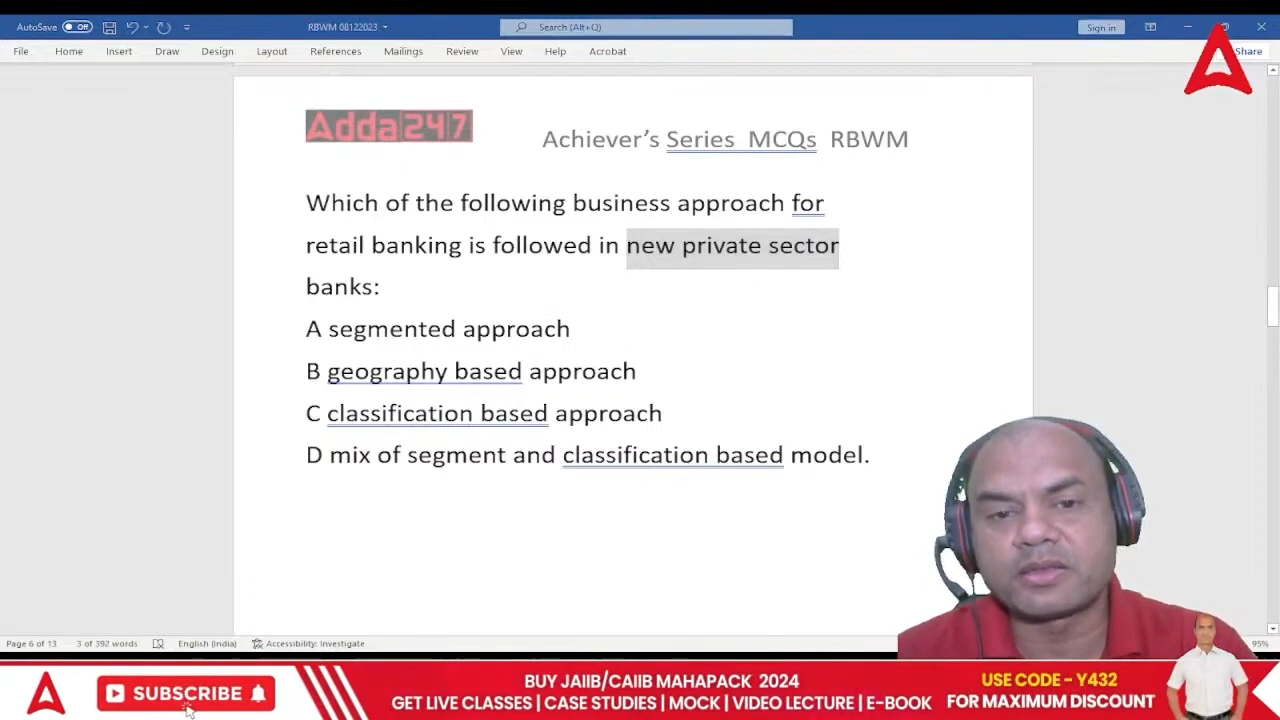 AutoSave Off RBWM 08122023 Search (Alt+Q) Sign in
File Home Insert Draw Design Layout References Mailings Review View Help Acrobat Share
Adda 247
Achiever's Series MCQs RBWM
Which of the following business approach for
retail banking is followed in new private sector
banks:
A segmented approach
B geography based approach
C classification based approach
D mix of segment and classification based model.
Page 6 of 13 3 of 392 words English (India) Accessibility: Investigate 95%
SUBSCRIBE
BUY JAIIB/CAIIB MAHAPACK 2024
GET LIVE CLASSES | CASE STUDIES | MOCK | VIDEO LECTURE | E-BOOK
USE CODE - Y432
FOR MAXIMUM DISCOUNT